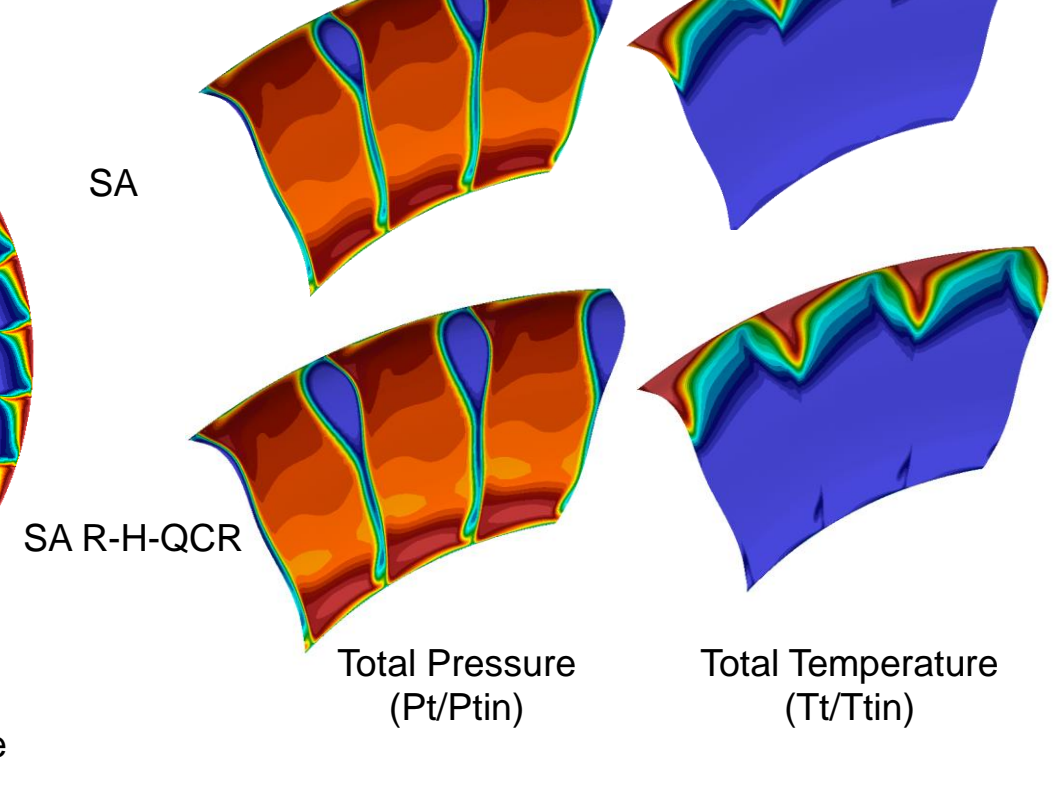 SA
SA R-H-QCR
Total Pressure
(Pt/Ptin)
Total Temperature
(Tt/Ttin)
e